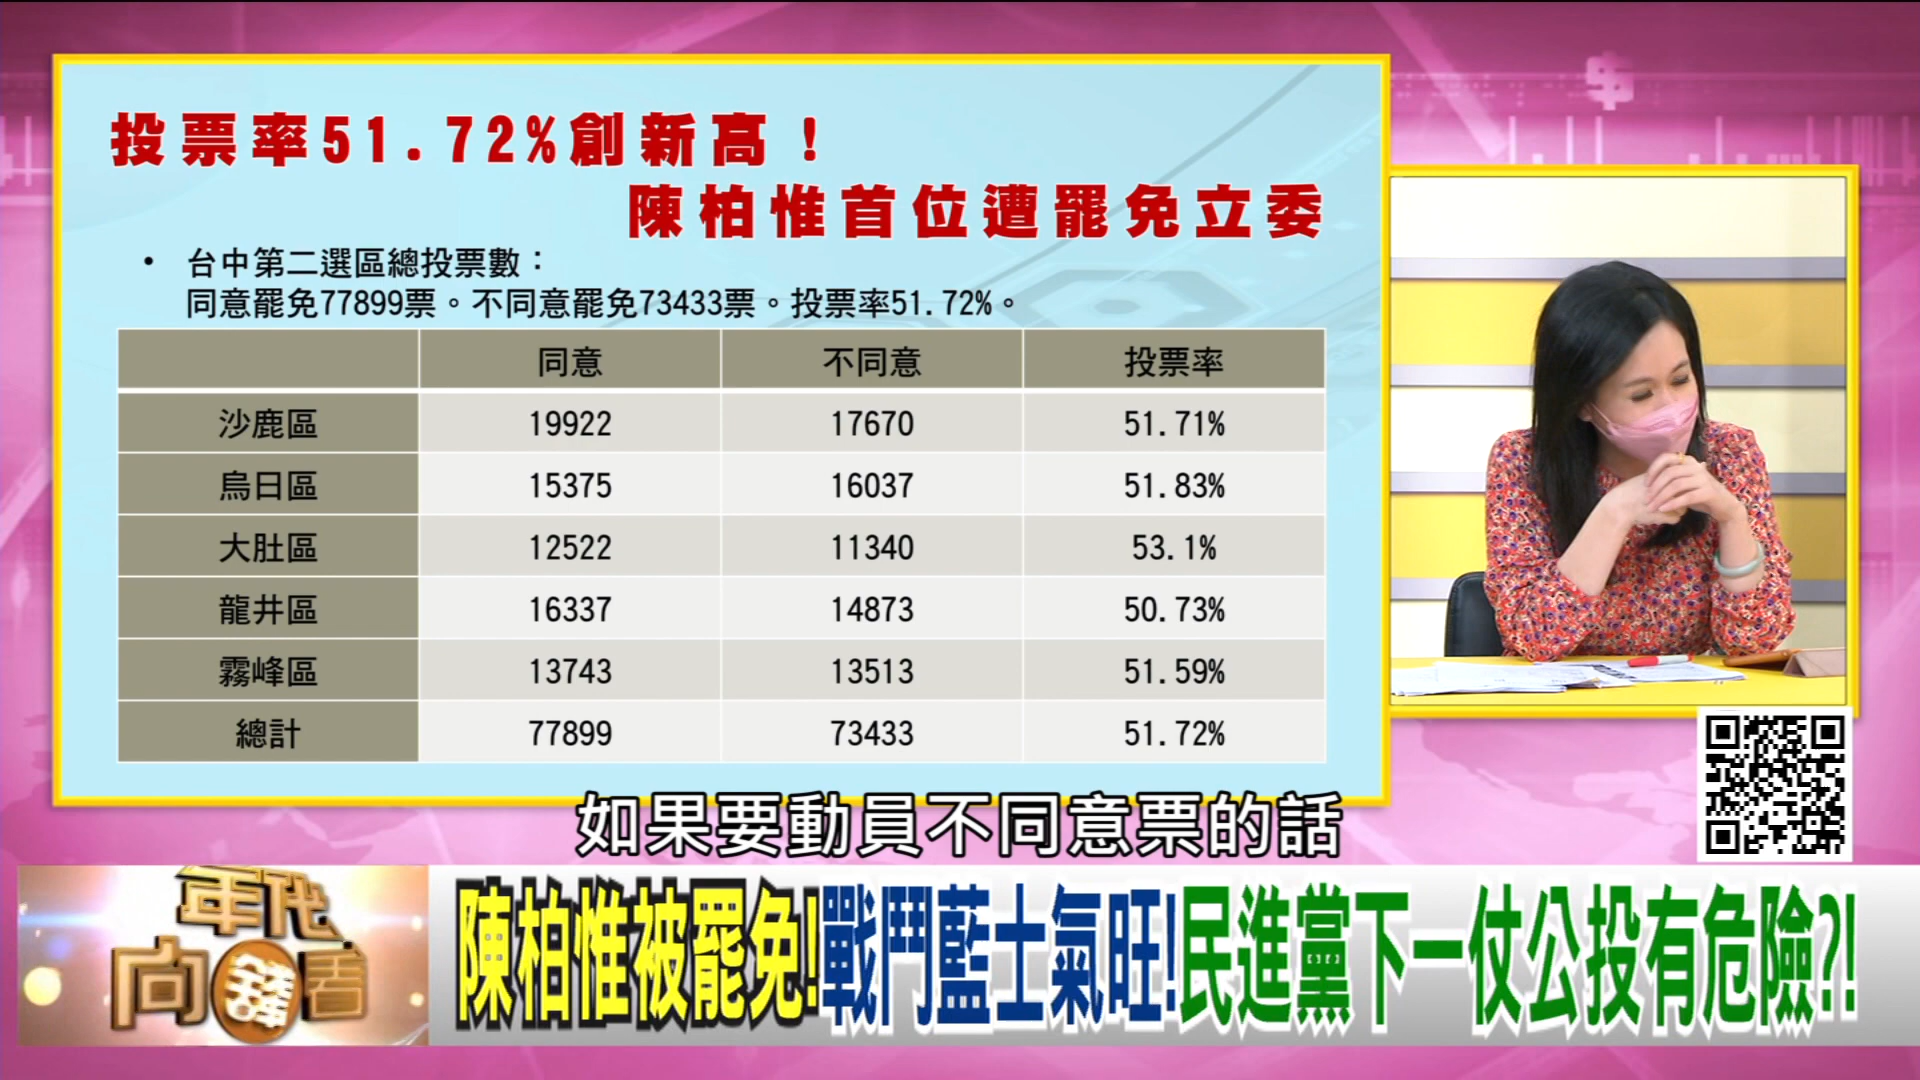 投票率51.72%創新高！
陳柏惟首位遭罷免立委
• 台中第二選區總投票數：
同意罷免77899票。不同意罷免73433票。投票率51.72%。
同意 不同意 投票率
沙鹿區 19922 17670 51.71%
烏日區 15375 16037 51.83%
大肚區 12522 11340 53.1%
龍井區 16337 14873 50.73%
霧峰區 13743 13513 51.59%
總計 77899 73433 51.72%
如果要動員不同意票的話
年代
向錢看
陳柏惟被罷免!戰鬥藍士氣旺!民進黨下一仗公投有危險?!